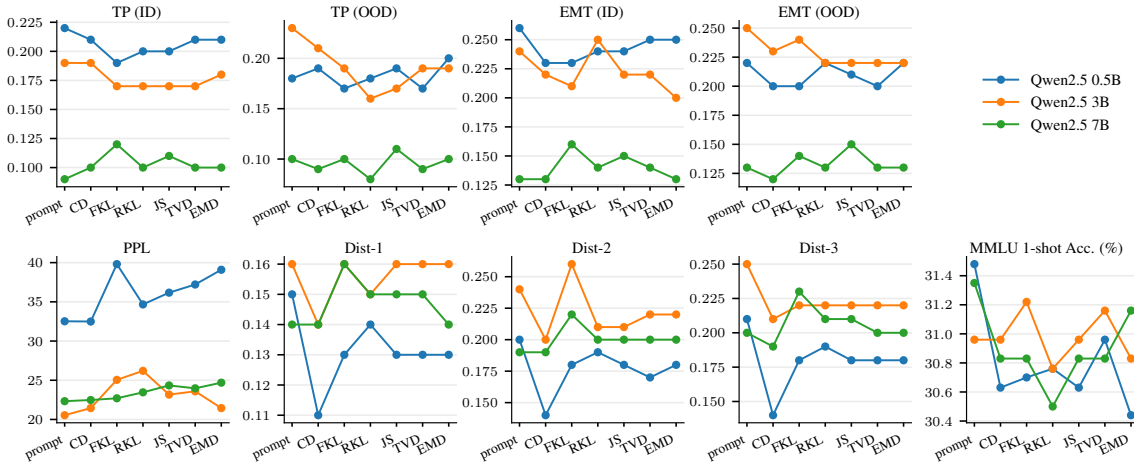 TP (ID)
0.225
0.200
0.175
0.150
0.125
0.100
prompt
CD
FKL
RKL
JS
TVD
EMD
TP (OOD)
0.20
0.15
0.10
prompt
CD
FKL
RKL
JS
TVD
EMD
EMT (ID)
0.250
0.225
0.200
0.175
0.150
0.125
prompt
CD
FKL
RKL
JS
TVD
EMD
EMT (OOD)
0.250
0.225
0.200
0.175
0.150
0.125
prompt
CD
FKL
RKL
JS
TVD
EMD
Qwen2.5 0.5B
Qwen2.5 3B
Qwen2.5 7B
PPL
40
35
30
25
20
prompt
CD
FKL
RKL
JS
TVD
EMD
Dist-1
0.16
0.15
0.14
0.13
0.12
0.11
prompt
CD
FKL
RKL
JS
TVD
EMD
Dist-2
0.250
0.225
0.200
0.175
0.150
prompt
CD
FKL
RKL
JS
TVD
EMD
Dist-3
0.250
0.225
0.200
0.175
0.150
prompt
CD
FKL
RKL
JS
TVD
EMD
MMLU 1-shot Acc. (%)
31.4
31.2
31.0
30.8
30.6
30.4
prompt
CD
FKL
RKL
JS
TVD
EMD